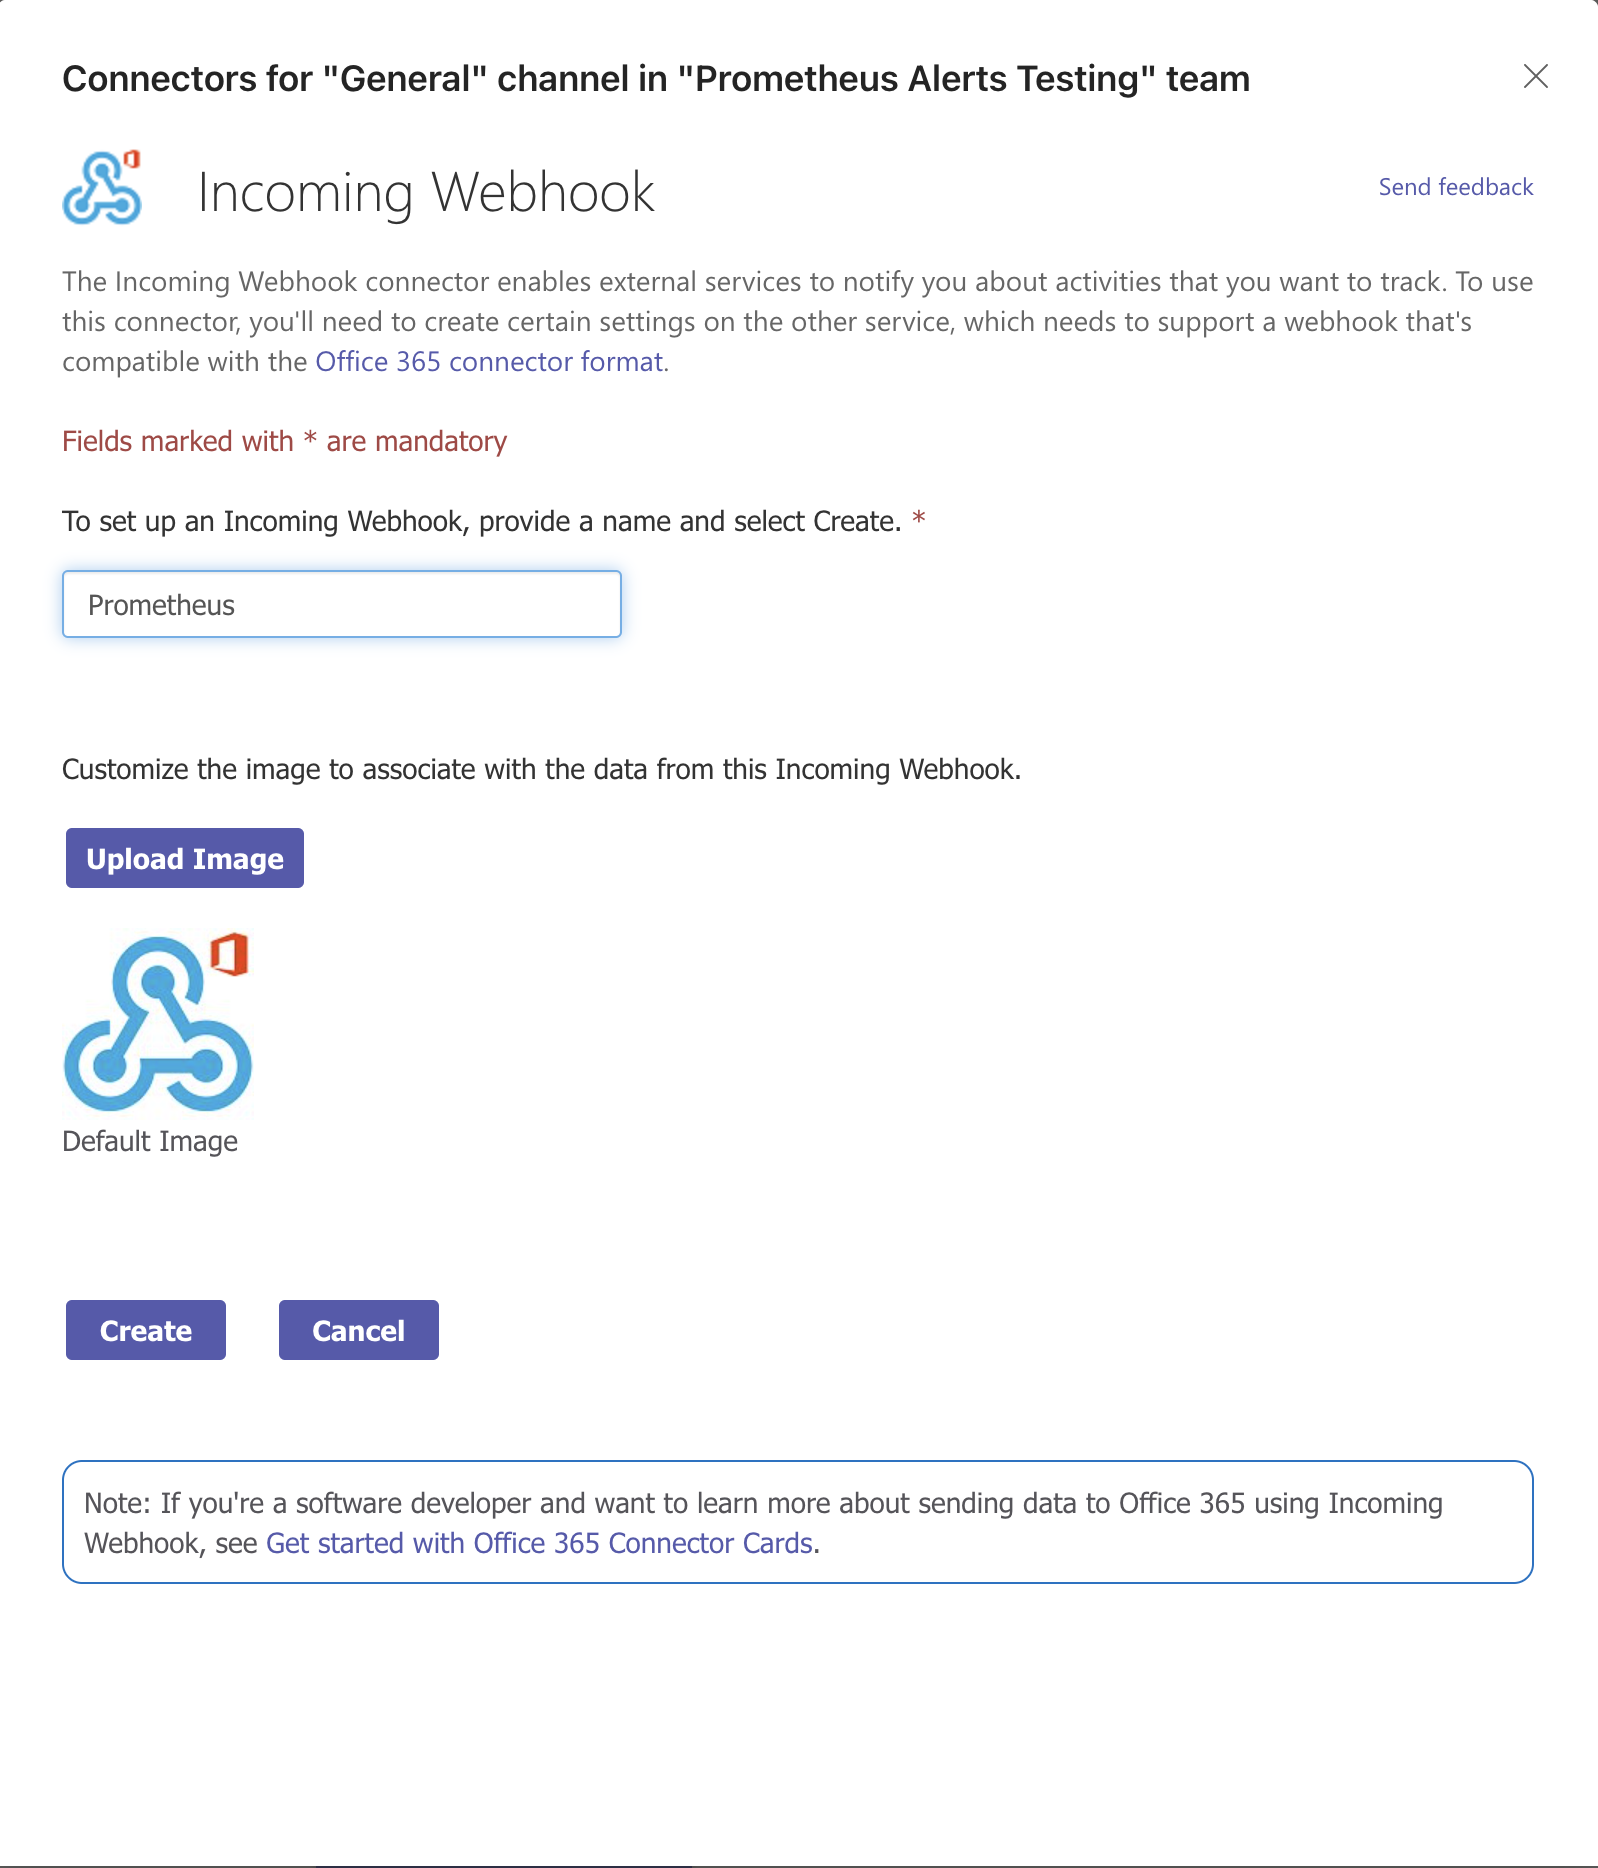 Connectors for "General" channel in "Prometheus Alerts Testing" team
Incoming Webhook
Send feedback
The Incoming Webhook connector enables external services to notify you about activities that you want to track. To use
this connector, you'll need to create certain settings on the other service, which needs to support a webhook that's
compatible with the Office 365 connector format.
Fields marked with * are mandatory
To set up an Incoming Webhook, provide a name and select Create. *
Prometheus
Customize the image to associate with the data from this Incoming Webhook.
Upload Image
Default Image
Create
Cancel
Note: If you're a software developer and want to learn more about sending data to Office 365 using Incoming
Webhook, see Get started with Office 365 Connector Cards.